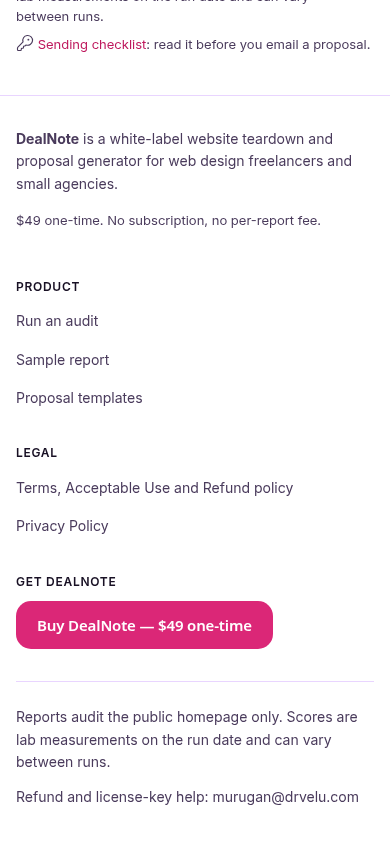 between runs.
Sending checklist: read it before you email a proposal.
DealNote is a white-label website teardown and
proposal generator for web design freelancers and
small agencies.
$49 one-time. No subscription, no per-report fee.
PRODUCT
Run an audit
Sample report
Proposal templates
LEGAL
Terms, Acceptable Use and Refund policy
Privacy Policy
GET DEALNOTE
Buy DealNote — $49 one-time
Reports audit the public homepage only. Scores are
lab measurements on the run date and can vary
between runs.
Refund and license-key help: murugan@drvelu.com